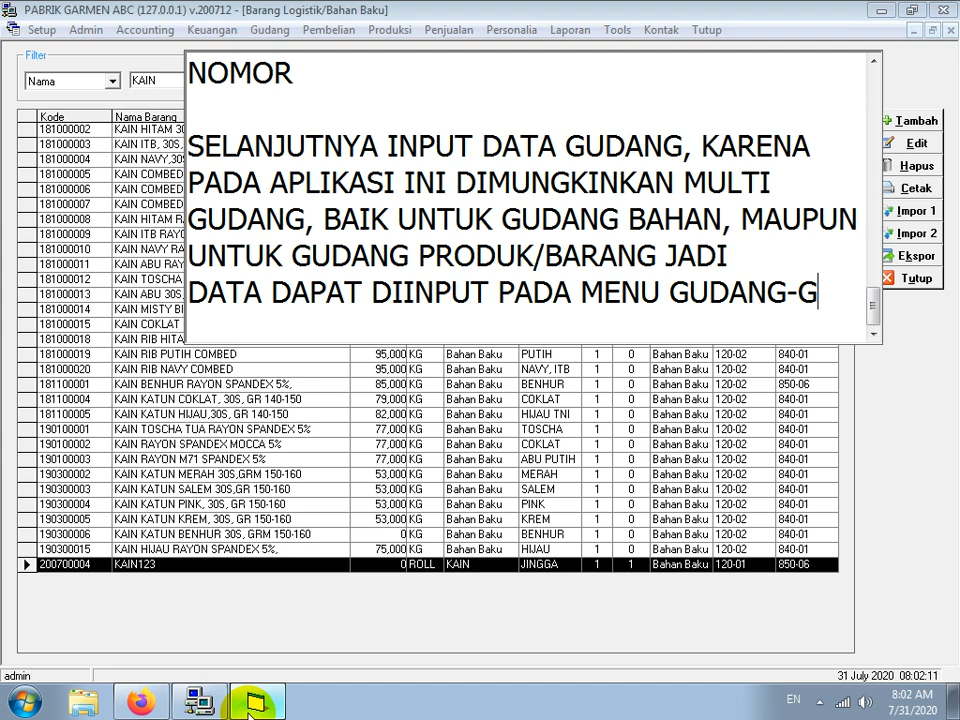 PABRIK GARMEN ABC (127.0.0.1) v.200712 - [Barang Logistik/Bahan Baku]
Setup Admin Accounting Keuangan Gudang Pembelian Produksi Penjualan Personalia Laporan Tools Kontak Tutup
Filter
Nama KAIN
NOMOR
SELANJUTNYA INPUT DATA GUDANG, KARENA
PADA APLIKASI INI DIMUNGKINKAN MULTI
GUDANG, BAIK UNTUK GUDANG BAHAN, MAUPUN
UNTUK GUDANG PRODUK/BARANG JADI
DATA DAPAT DIINPUT PADA MENU GUDANG-G
Tambah
Edit
Hapus
Cetak
Impor 1
Impor 2
Ekspor
Tutup
Kode Nama Barang
181000002 KAIN HITAM 30
181000003 KAIN ITB, 30S,
181000004 KAIN NAVY,30
181000005 KAIN COMBED
181000006 KAIN COMBED
181000007 KAIN COMBED
181000008 KAIN HITAM RA
181000009 KAIN ITB RAYO
181000010 KAIN NAVY RA
181000011 KAIN ABU RAY
181000012 KAIN TOSCHA
181000013 KAIN ABU 30S,
181000014 KAIN MISTY BI
181000015 KAIN COKLAT
181000018 KAIN RIB HITA
181000019 KAIN RIB PUTIH COMBED 95,000 KG Bahan Baku PUTIH 1 0 Bahan Baku 120-02 840-01
181000020 KAIN RIB NAVY COMBED 95,000 KG Bahan Baku NAVY, ITB 1 0 Bahan Baku 120-02 840-01
181100001 KAIN BENHUR RAYON SPANDEX 5%, 85,000 KG Bahan Baku BENHUR 1 0 Bahan Baku 120-02 850-06
181100004 KAIN KATUN COKLAT, 30S, GR 140-150 79,000 KG Bahan Baku COKLAT 1 0 Bahan Baku 120-02 840-01
181100005 KAIN KATUN HIJAU,30S, GR 140-150 82,000 KG Bahan Baku HIJAU TNI 1 0 Bahan Baku 120-02 840-01
190100001 KAIN TOSCHA TUA RAYON SPANDEX 5% 77,000 KG Bahan Baku TOSCHA 1 0 Bahan Baku 120-02 840-01
190100002 KAIN RAYON SPANDEX MOCCA 5% 77,000 KG Bahan Baku COKLAT 1 0 Bahan Baku 120-02 840-01
190100003 KAIN RAYON M71 SPANDEX 5% 77,000 KG Bahan Baku ABU PUTIH 1 0 Bahan Baku 120-02 840-01
190300002 KAIN KATUN MERAH 30S,GRM 150-160 53,000 KG Bahan Baku MERAH 1 0 Bahan Baku 120-02 840-01
190300003 KAIN KATUN SALEM 30S,GR 150-160 53,000 KG Bahan Baku SALEM 1 0 Bahan Baku 120-02 840-01
190300004 KAIN KATUN PINK, 30S, GR 150-160 53,000 KG Bahan Baku PINK 1 0 Bahan Baku 120-02 840-01
190300005 KAIN KATUN KREM, 30S, GR 150-160 53,000 KG Bahan Baku KREM 1 0 Bahan Baku 120-02 840-01
190300006 KAIN KATUN BENHUR 30S, GRM 150-160 0 KG Bahan Baku BENHUR 1 0 Bahan Baku 120-02 840-01
190300015 KAIN HIJAU RAYON SPANDEX 5%, 75,000 KG Bahan Baku HIJAU 1 0 Bahan Baku 120-02 840-01
200700004 KAIN123 0 ROLL KAIN JINGGA 1 1 Bahan Baku 120-01 850-06
admin 31 July 2020 08:02:11
EN 8:02 AM
7/31/2020